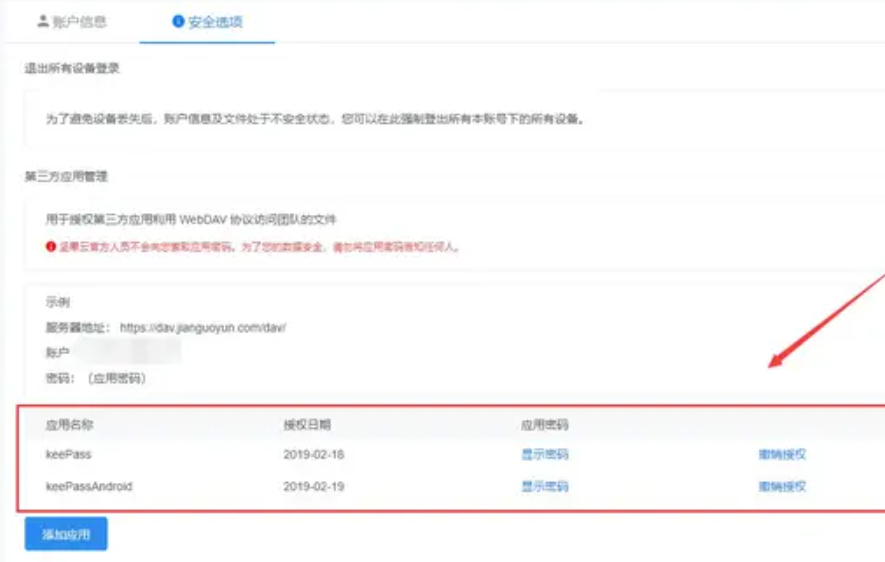 账户信息 安全选项
退出所有设备登录
为了避免设备丢失后，账户信息及文件处于不安全状态，您可以在此强制登出所有本账号下的所有设备。
第三方应用管理
用于授权第三方应用利用 WebDAV 协议访问团队的文件
坚果云官方人员不会向您索取应用密码。为了您的数据安全，请勿将应用密码告知任何人。
示例
服务器地址： https://dav.jianguoyun.com/dav/
账户
密码：（应用密码）
应用名称 授权日期 应用密码
keePass 2019-02-18 显示密码 撤销授权
keePassAndroid 2019-02-19 显示密码 撤销授权
添加应用